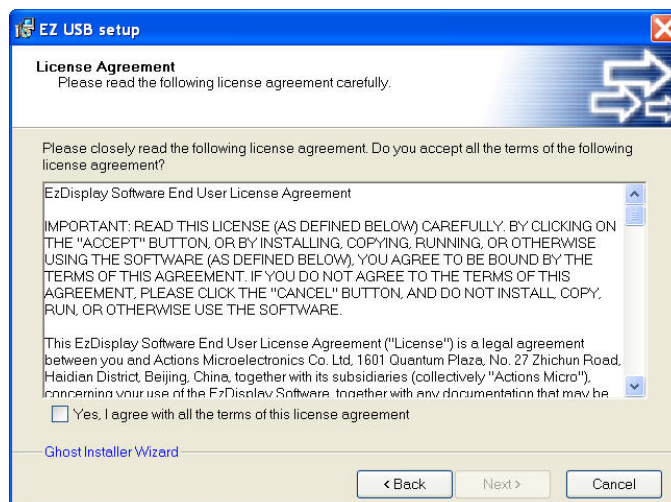 EZ USB setup
License Agreement
Please read the following license agreement carefully.
Please closely read the following license agreement. Do you accept all the terms of the following
license agreement?
EzDisplay Software End User License Agreement
IMPORTANT: READ THIS LICENSE (AS DEFINED BELOW) CAREFULLY. BY CLICKING ON
THE "ACCEPT" BUTTON, OR BY INSTALLING, COPYING, RUNNING, OR OTHERWISE
USING THE SOFTWARE (AS DEFINED BELOW), YOU AGREE TO BE BOUND BY THE
TERMS OF THIS AGREEMENT. IF YOU DO NOT AGREE TO THE TERMS OF THIS
AGREEMENT, PLEASE CLICK THE "CANCEL" BUTTON, AND DO NOT INSTALL, COPY,
RUN, OR OTHERWISE USE THE SOFTWARE.
This EzDisplay Software End User License Agreement ("License") is a legal agreement
between you and Actions Microelectronics Co. Ltd, 1601 Quantum Plaza, No. 27 Zhichun Road,
Haidian District, Beijing, China, together with its subsidiaries (collectively "Actions Micro"),
concerning your use of the EzDisplay Software, together with any documentation that may be
Yes, I agree with all the terms of this license agreement
Ghost Installer Wizard
< Back
Next >
Cancel